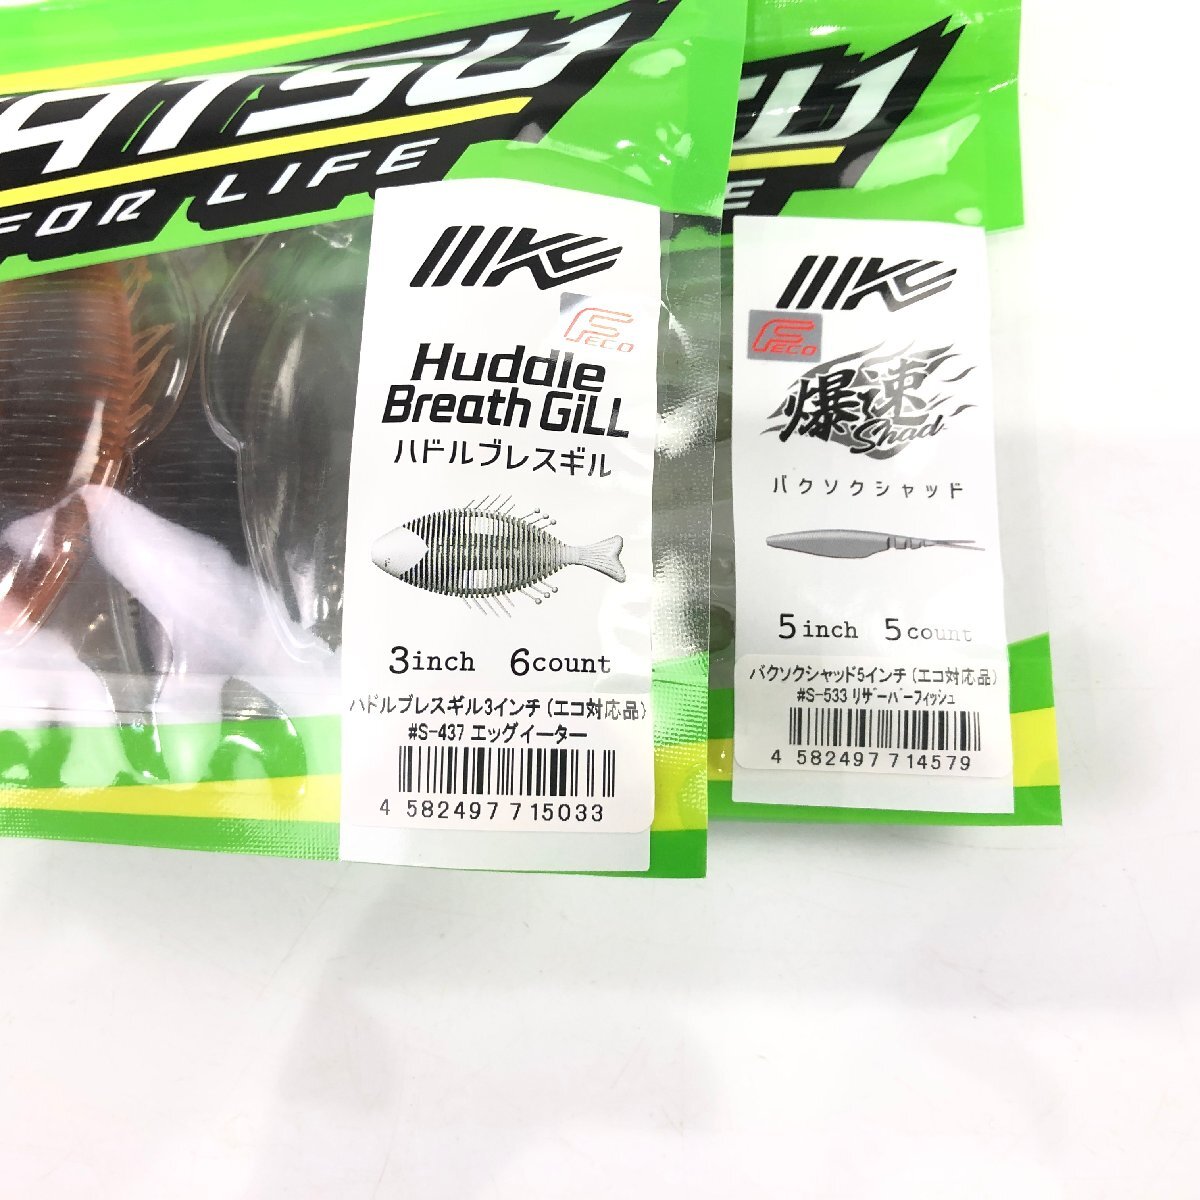 FOR LIFE
IIIKC
FECO
Huddle
Breath GiLL
ハドルブレスギル
3inch 6count
ハドルブレスギル3インチ(エコ対応品)
#S-437 エッグイーター
4 582497 715033
FECO
爆速
Shad
バクソクシャッド
5inch 5count
バクソクシャッド5インチ(エコ対応品)
#S-533 リザーバーフィッシュ
4 582497 714579